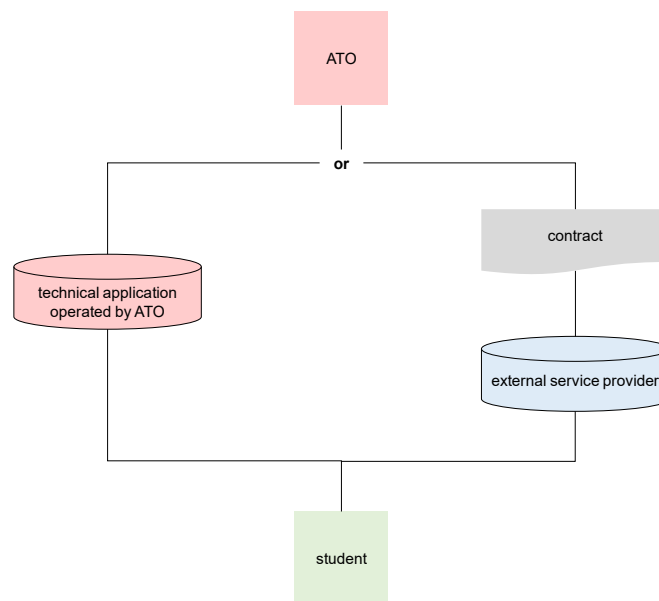 ATO
or
contract
technical application
operated by ATO
external service provider
student